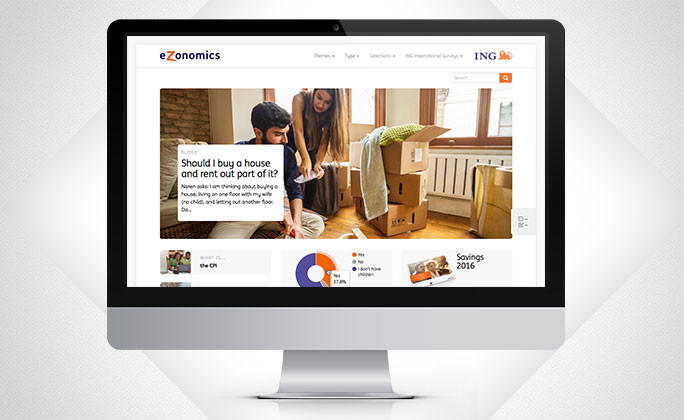 eZonomics
Themes Type Selections ING International Surveys ING
Search
BLOGS
Should I buy a house
and rent out part of it?
Naren asks: I am thinking about buying a
house, living on one floor with my wife
(no child), and letting out another floor.
Do...
WHAT IS...
the CPI
Yes
No
I don't have
children
Yes
37.8%
Savings
2016